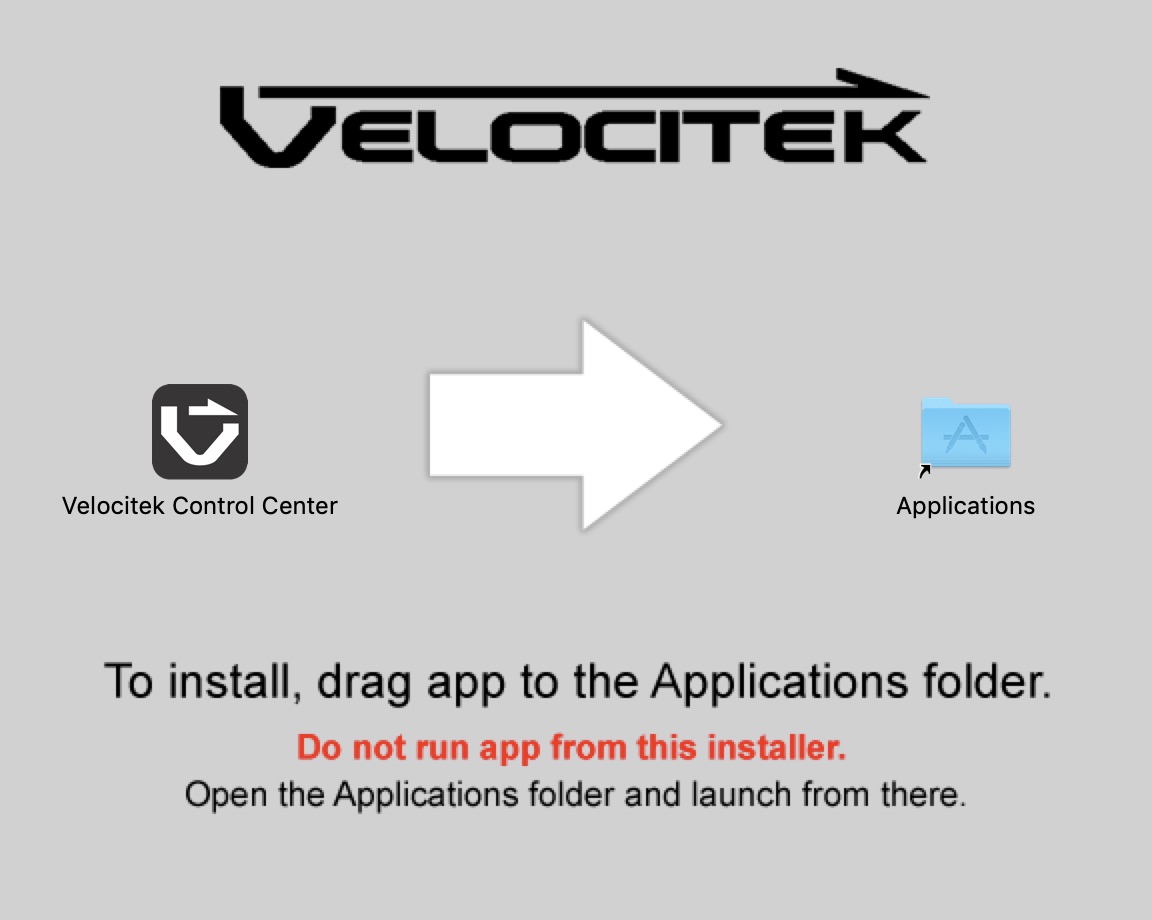 VELOCITEK
Velocitek Control Center
Applications
To install, drag app to the Applications folder.
Do not run app from this installer.
Open the Applications folder and launch from there.